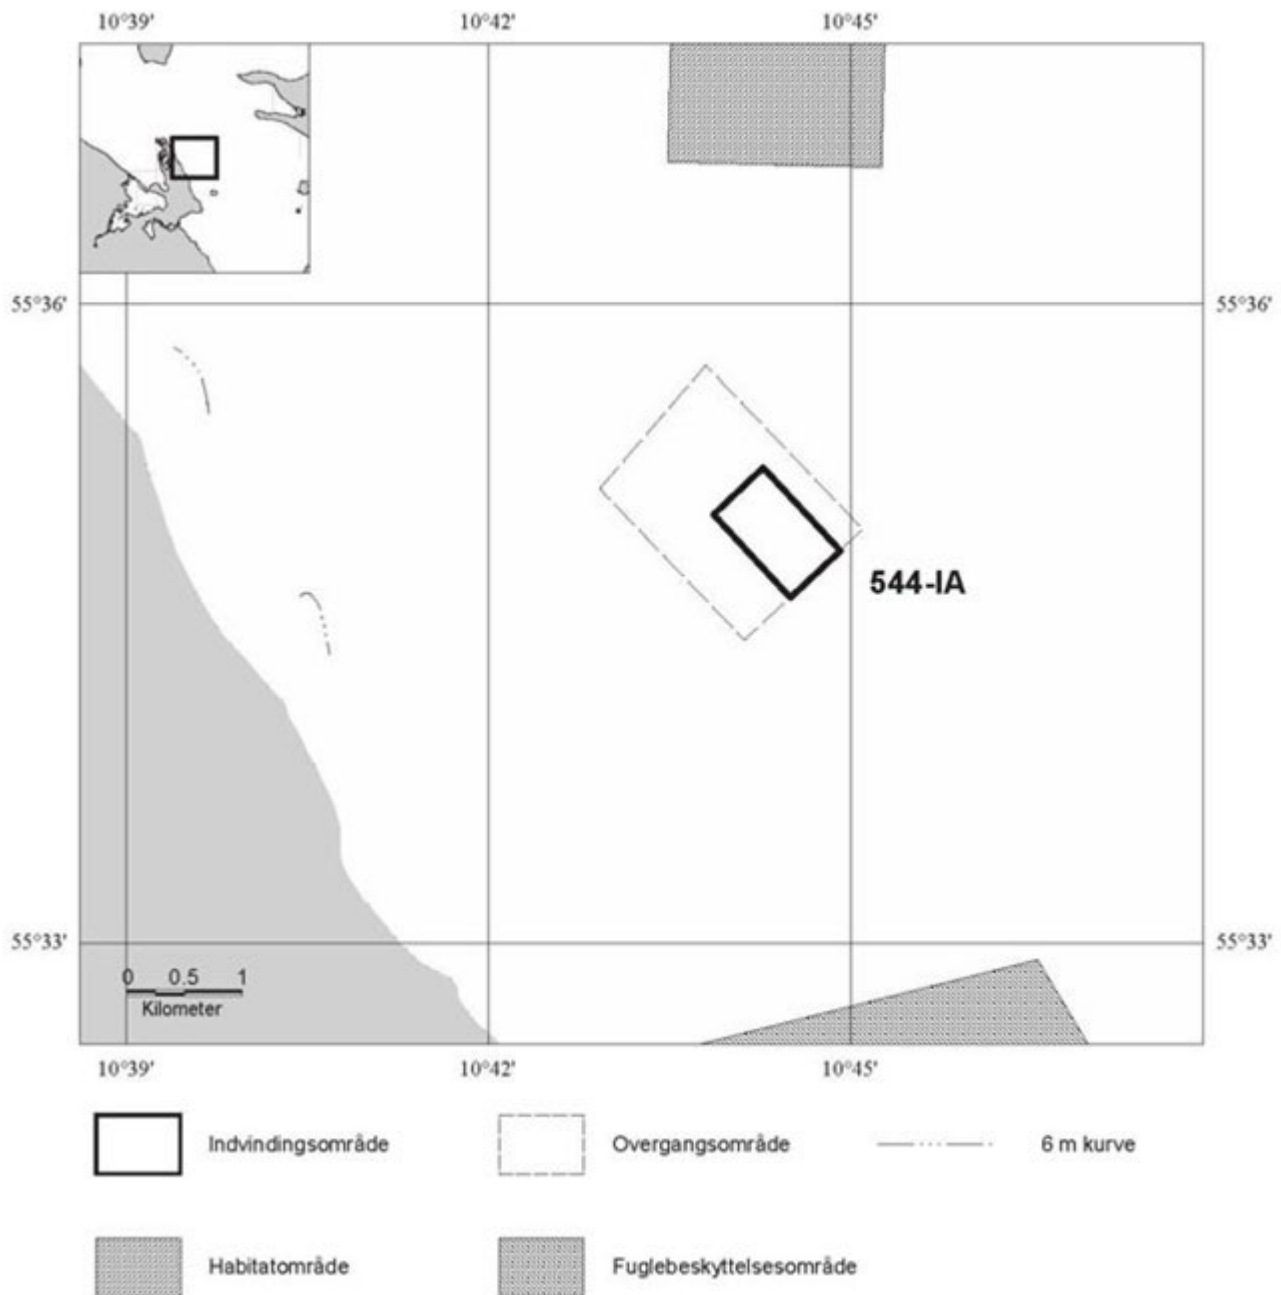 10°39' 10°42' 10°45'
55°36' 55°36'
544-IA
55°33' 55°33'
0 0.5 1
Kilometer
10°39' 10°42' 10°45'
Indvindingsområde Overgangsområde 6 m kurve
Habitatområde Fuglebeskyttelsesområde